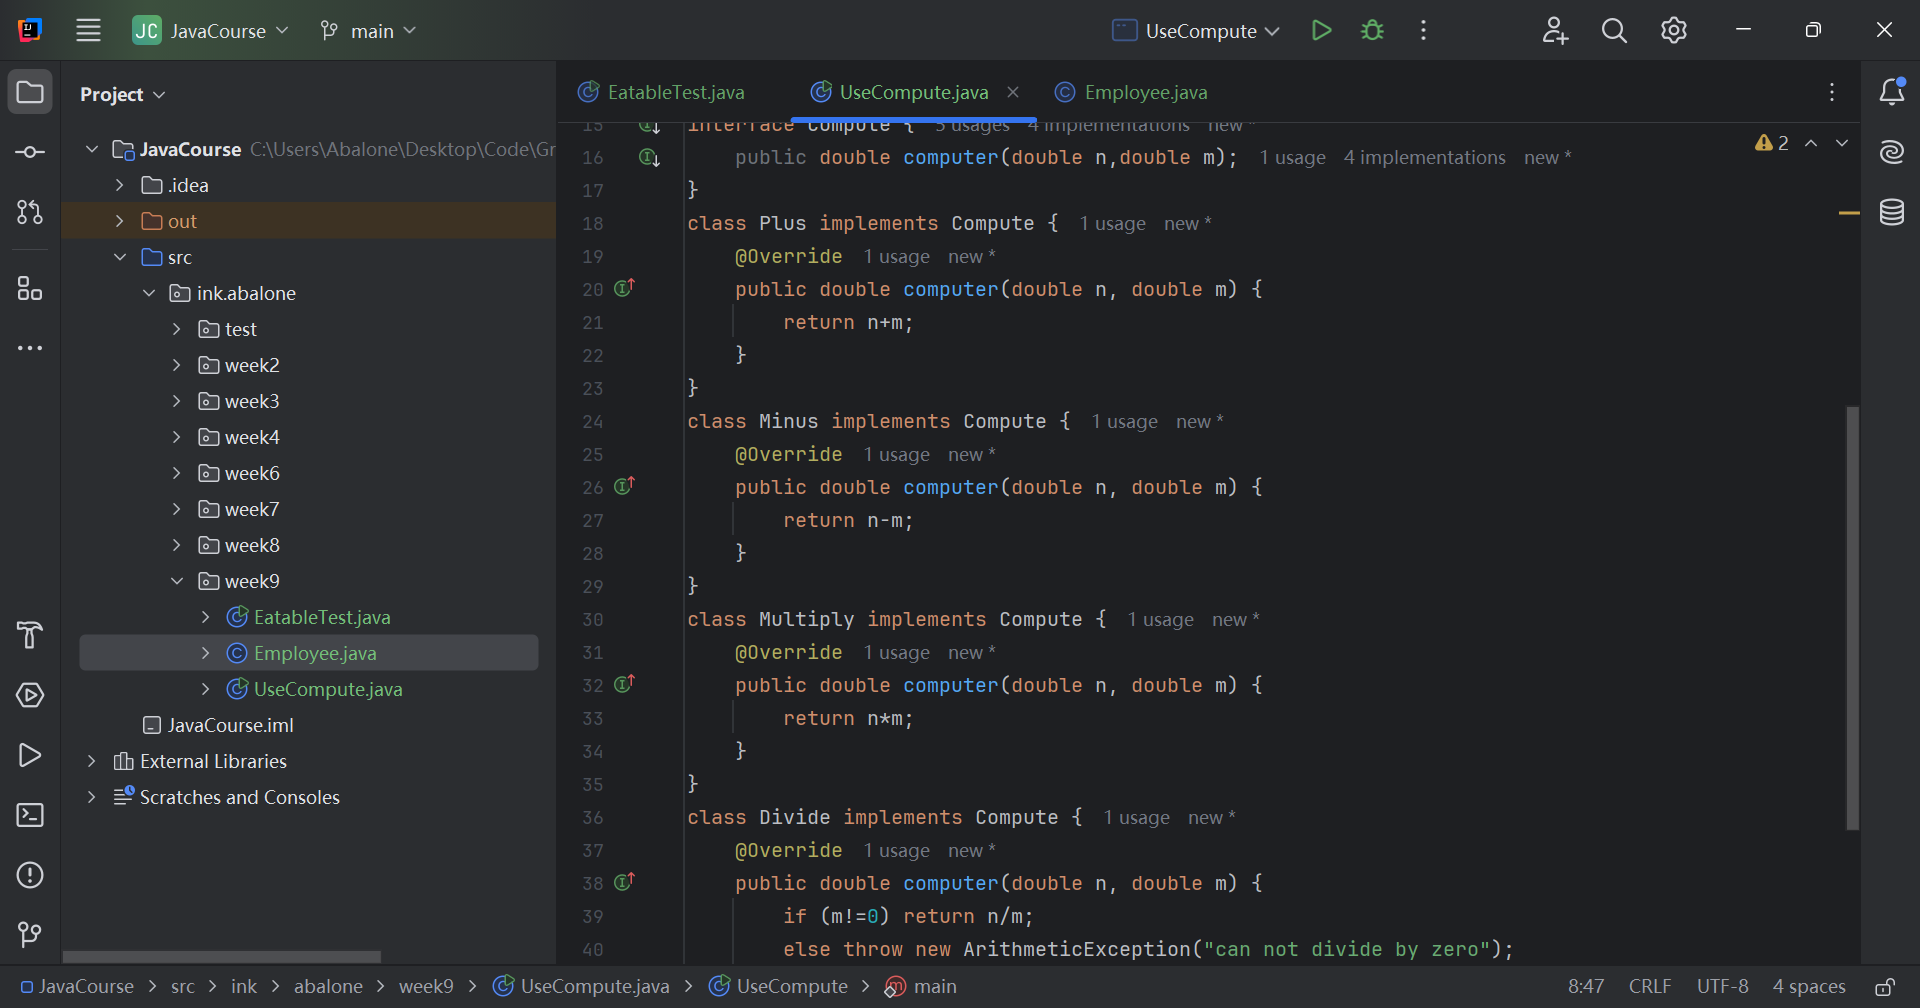 JC JavaCourse main UseCompute
Project
JavaCourse C:\Users\Abalone\Desktop\Code\Gr
.idea
out
src
ink.abalone
test
week2
week3
week4
week6
week7
week8
week9
EatableTest.java
Employee.java
UseCompute.java
JavaCourse.iml
External Libraries
Scratches and Consoles
EatableTest.java UseCompute.java Employee.java
2
15 interface Compute { 5 usages 4 implementations new *
16 public double computer(double n,double m); 1 usage 4 implementations new *
17 }
18 class Plus implements Compute { 1 usage new *
19 @Override 1 usage new *
20 public double computer(double n, double m) {
21 return n+m;
22 }
23 }
24 class Minus implements Compute { 1 usage new *
25 @Override 1 usage new *
26 public double computer(double n, double m) {
27 return n-m;
28 }
29 }
30 class Multiply implements Compute { 1 usage new *
31 @Override 1 usage new *
32 public double computer(double n, double m) {
33 return n*m;
34 }
35 }
36 class Divide implements Compute { 1 usage new *
37 @Override 1 usage new *
38 public double computer(double n, double m) {
39 if (m!=0) return n/m;
40 else throw new ArithmeticException("can not divide by zero");
JavaCourse > src > ink > abalone > week9 > UseCompute.java > UseCompute > main
8:47 CRLF UTF-8 4 spaces